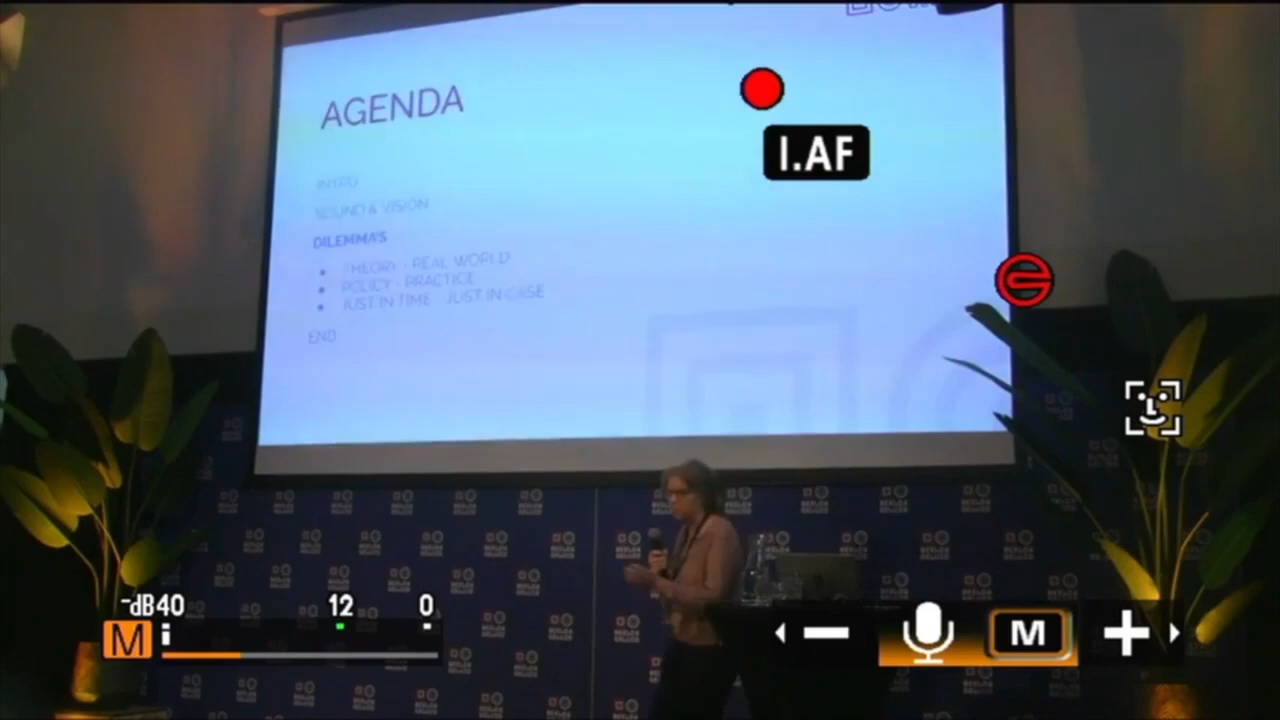 AGENDA
I.AF
INTRO
SOUND & VISION
DILEMMA'S
• THEORY - REAL WORLD
• POLICY - PRACTICE
• JUST IN TIME - JUST IN CASE
END
-dB40 12 0
M
M